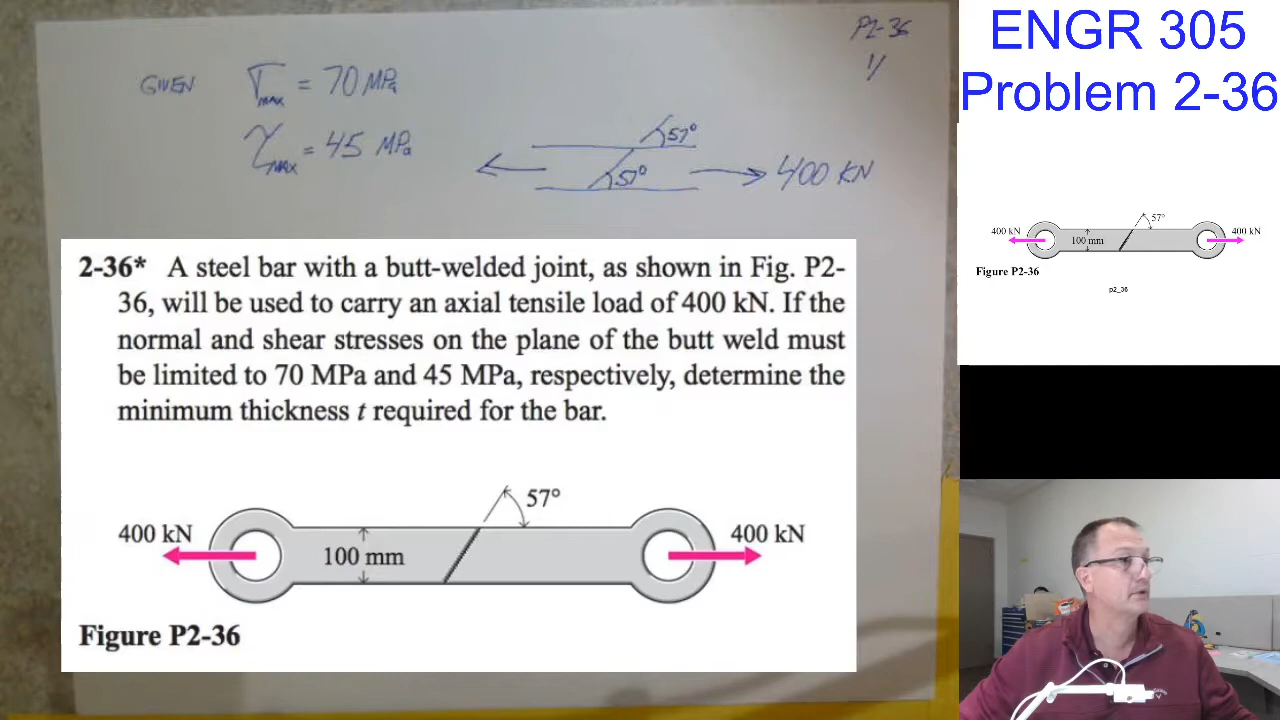 P2-36
1/
GIVEN σMAX = 70 MPa
τMAX = 45 MPa
57°
57°
400 KN
2-36* A steel bar with a butt-welded joint, as shown in Fig. P2-
36, will be used to carry an axial tensile load of 400 kN. If the
normal and shear stresses on the plane of the butt weld must
be limited to 70 MPa and 45 MPa, respectively, determine the
minimum thickness t required for the bar.
57°
400 kN
400 kN
100 mm
Figure P2-36
ENGR 305
Problem 2-36
57°
400 kN
400 kN
100 mm
Figure P2-36
p2_36